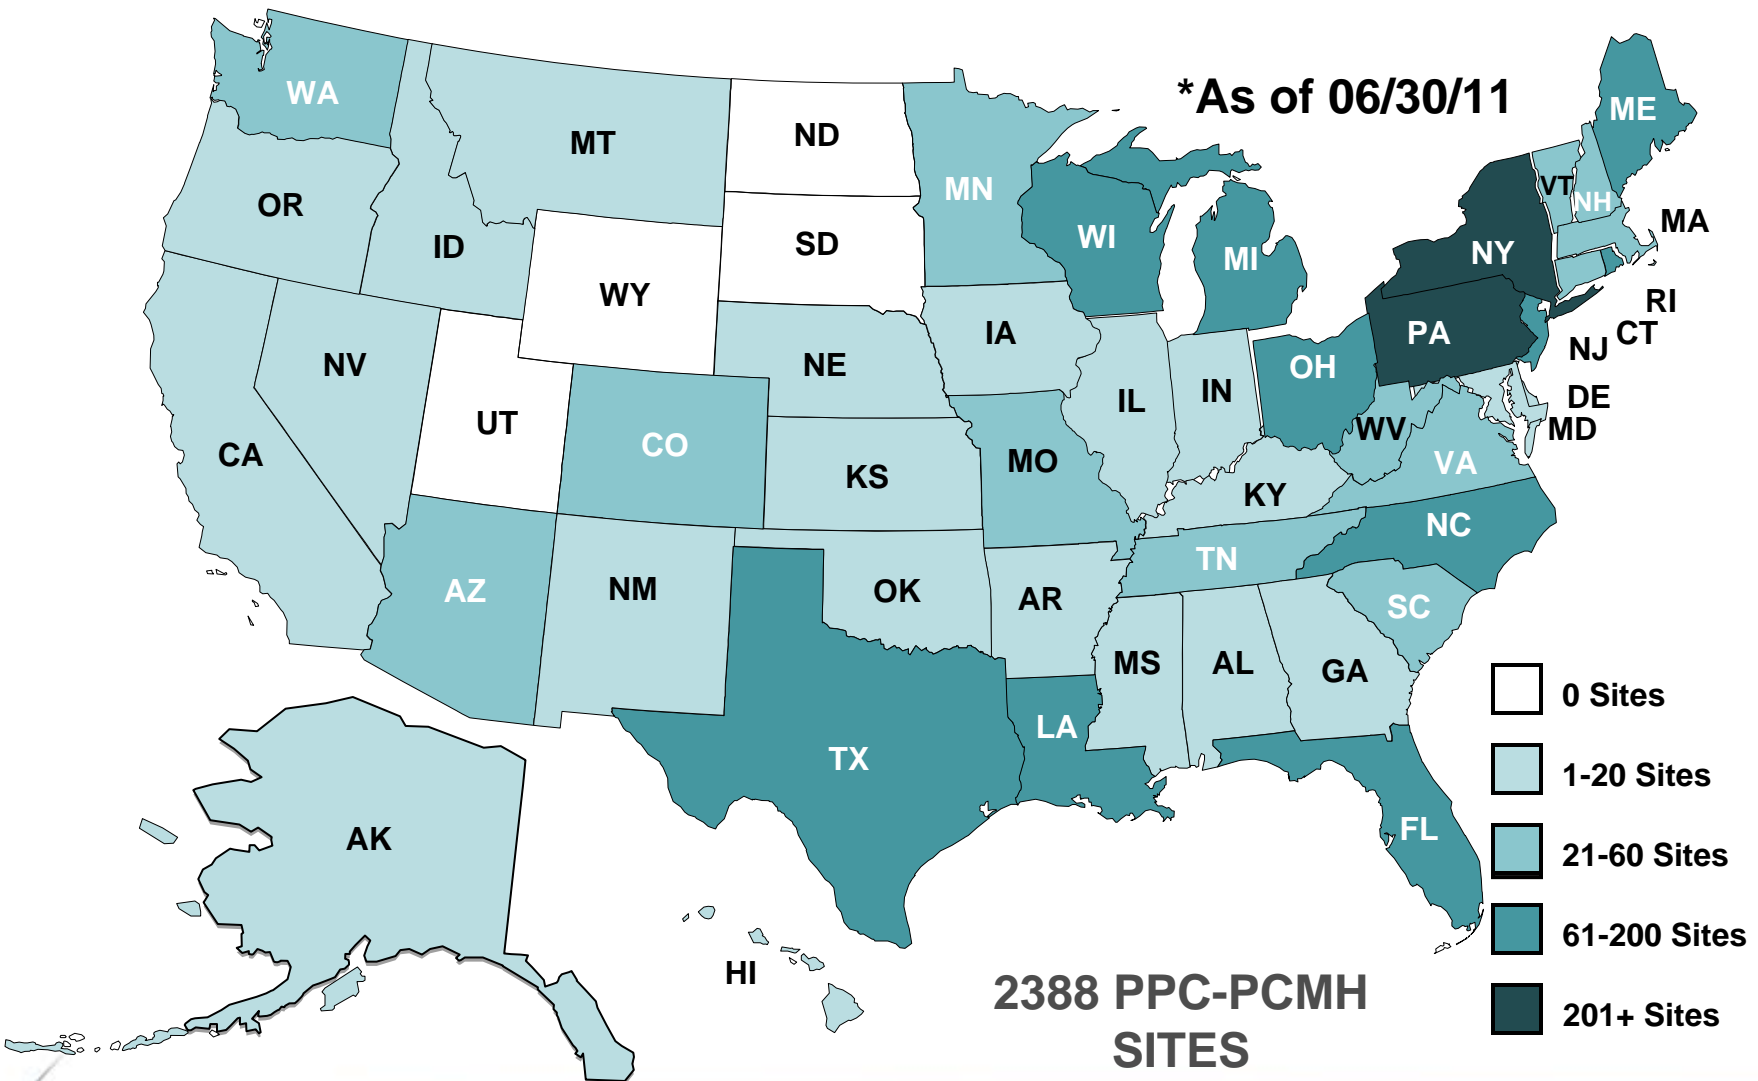 *As of 06/30/11
WA
MT
ND
MN
ME
VT
NH
MA
OR
ID
SD
WI
MI
NY
WY
RI
CT
NJ
PA
IA
NV
NE
OH
IN
IL
DE
MD
UT
CO
CA
KS
MO
WV
VA
KY
NC
TN
AZ
NM
OK
AR
SC
MS
AL
GA
LA
TX
FL
AK
HI
0 Sites
1-20 Sites
21-60 Sites
61-200 Sites
201+ Sites
2388 PPC-PCMH
SITES